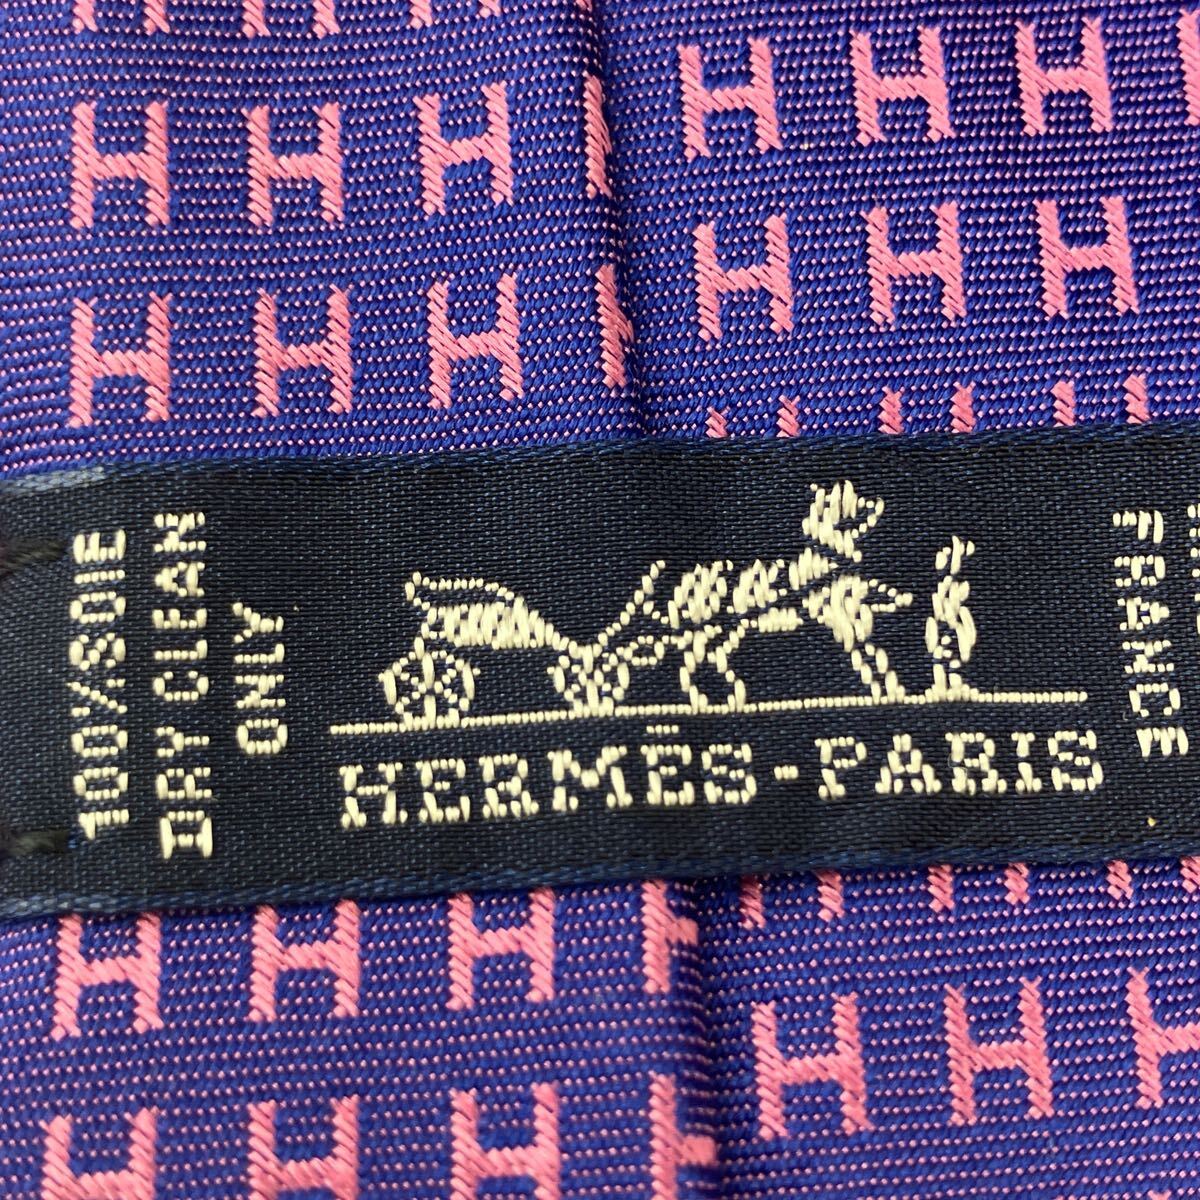 100%SOIE
DRY CLEAN
ONLY
HERMÈS-PARIS
FRANCE